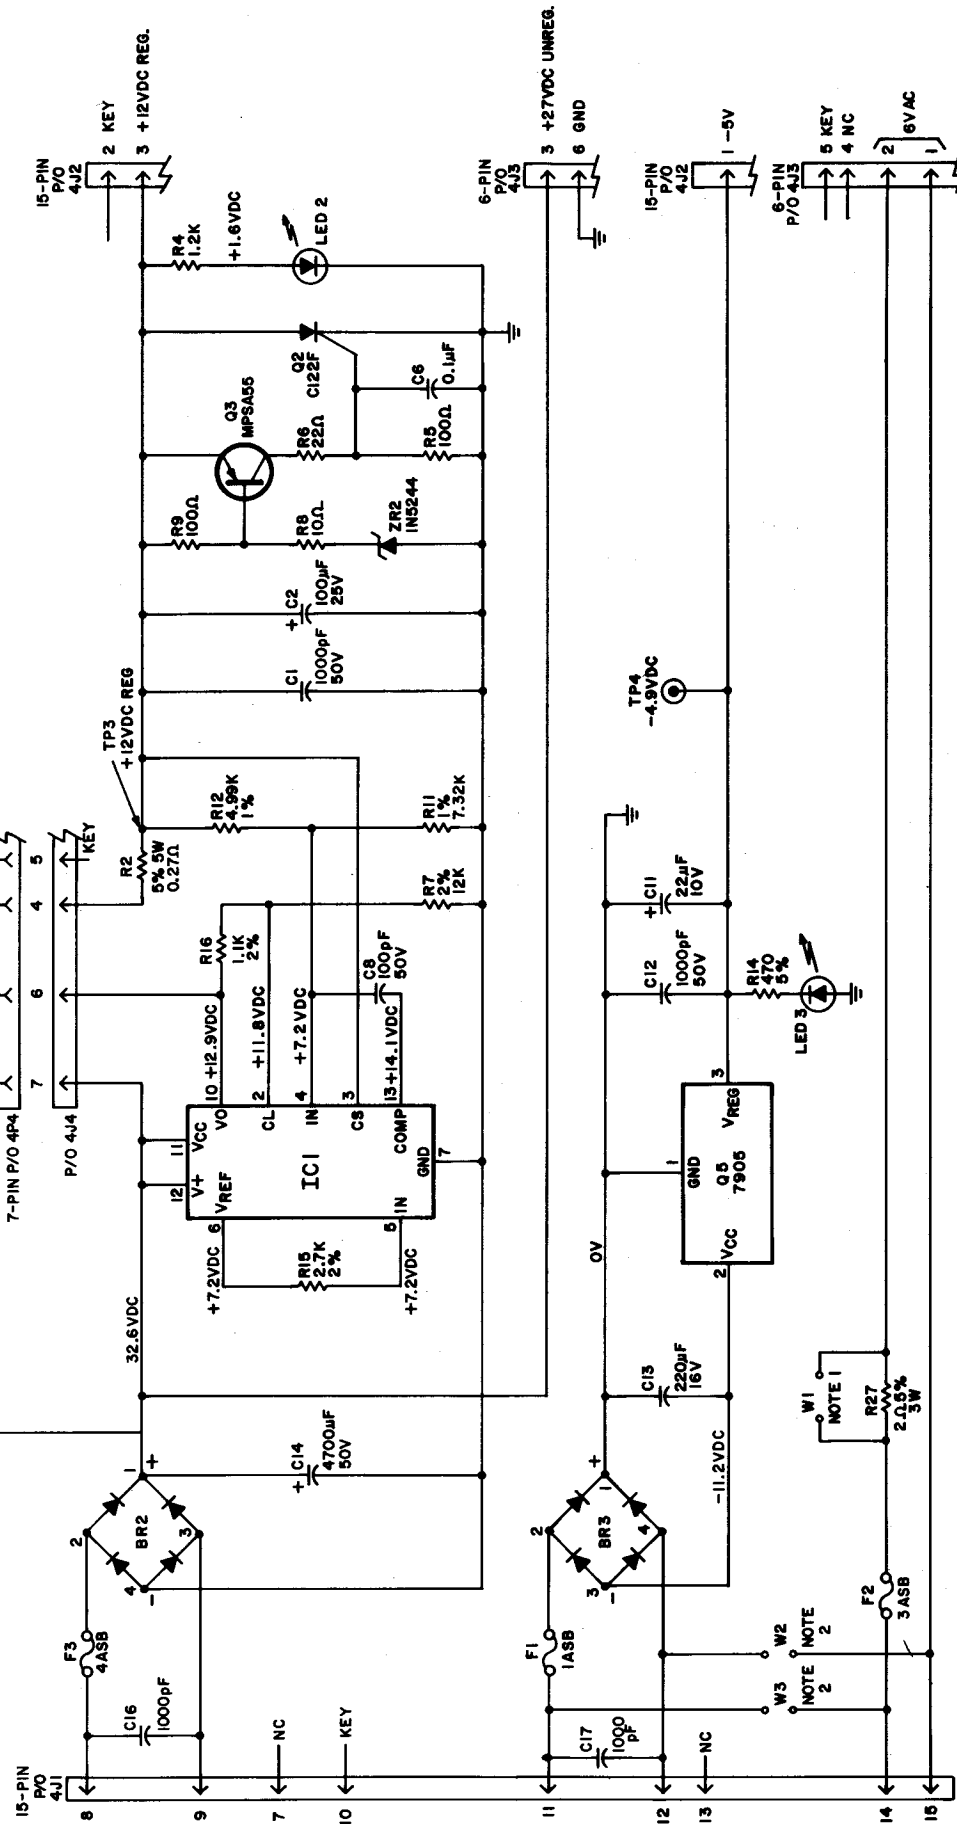 15-PIN
P/O
4J1
8
9
7
NC
10
KEY
11
12
13
NC
14
15
C16
1000pF
F3
4ASB
2
1
+
BR2
4
3
−
+
C14
4700µF
50V
32.6VDC
7-PIN P/O 4P4
P/O 4J4
7
6
4
5
KEY
12
11
V+
VCC
6
VREF
IC1
5
IN
GND
7
10
VO
2
CL
4
IN
3
CS
13
COMP
+7.2VDC
R15
2.7K
2%
+7.2VDC
+12.9VDC
+11.8VDC
+7.2VDC
+14.1VDC
R16
1.1K
2%
C8
100pF
50V
R7
2%
12K
R2
5% 5W
0.27Ω
TP3
+12VDC REG
R12
4.99K
1%
R11
1%
7.32K
C1
1000pF
50V
+
C2
100µF
25V
R9
100Ω
R8
10Ω
ZR2
1N5244
Q3
MPSA55
R6
22Ω
R5
100Ω
Q2
C122F
C6
0.1µF
R4
1.2K
+1.6VDC
LED 2
15-PIN
P/O
4J2
2 KEY
3 +12VDC REG.
6-PIN
P/O
4J3
3 +27VDC UNREG.
6 GND
C17
1000
pF
F1
1ASB
2
1
+
BR3
3
4
−
C13
220µF
16V
−11.2VDC
0V
1
GND
Q5
7905
2
VCC
3
VREG
C12
1000pF
50V
+
C11
22µF
10V
R14
470
5%
LED 3
TP4
−4.9VDC
15-PIN
P/O
4J2
1 −5V
W3
NOTE
2
W2
NOTE
2
F2
3ASB
W1
NOTE 1
R27
2Ω5%
3W
6-PIN
P/O 4J3
5 KEY
4 NC
2
1
6VAC